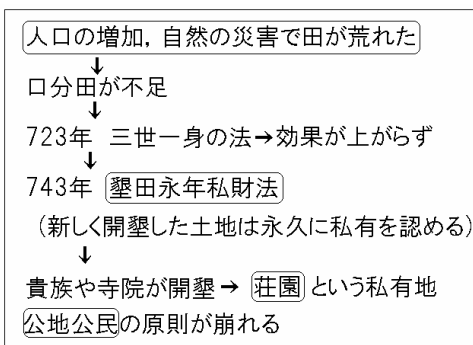 人口の増加，自然の災害で田が荒れた
↓
口分田が不足
↓
723年 三世一身の法→効果が上がらず
↓
743年 墾田永年私財法
(新しく開墾した土地は永久に私有を認める)
↓
貴族や寺院が開墾→ 荘園 という私有地
公地公民の原則が崩れる